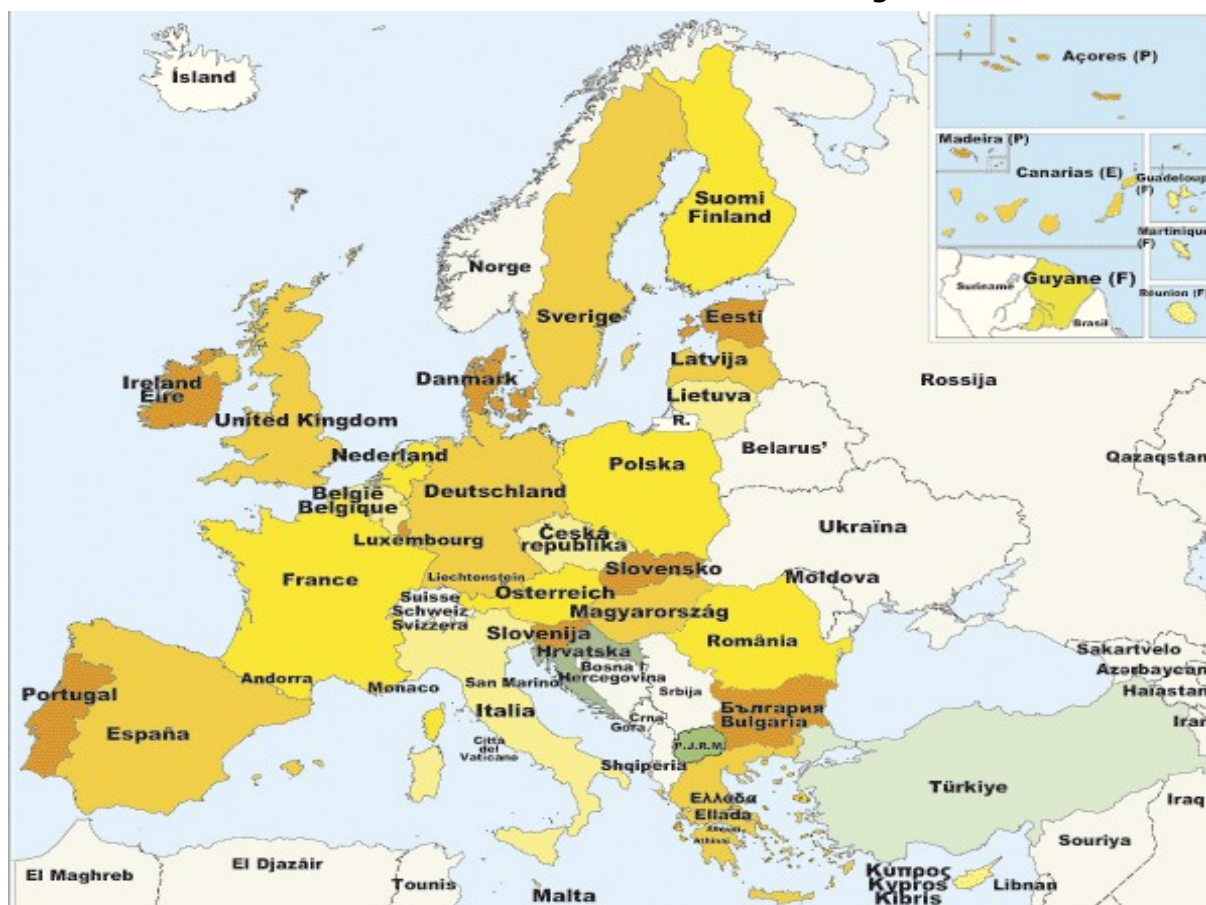 Ísland
Açores (P)
Madeira (P)
Canarias (E)
Guadeloupe
(F)
Martinique
(F)
Guyane (F)
Suriname
Brasil
Réunion (F)
Suomi
Finland
Norge
Sverige
Eesti
Latvija
Lietuva
R.
Rossija
Danmark
Ireland
Éire
United Kingdom
Nederland
België
Belgique
Deutschland
Polska
Belarus'
Qazaqstan
Luxembourg
Česká
republika
Ukraïna
France
Liechtenstein
Slovensko
Moldova
Suisse
Schweiz
Svizzera
Österreich
Magyarország
România
Slovenija
Hrvatska
Bosna i
Hercegovina
Srbija
Crna
Gora
Sakartvelo
Azərbaycan
Haïastan
Iran
Andorra
Monaco
San Marino
Portugal
España
Italia
Città
del
Vaticano
България
Bulgaria
P.J.R.M.
Shqipëria
Ελλάδα
Ellada
Athinai
Türkiye
Iraq
Souriya
Κύπρος
Kypros
Kibris
Libnan
El Maghreb
El Djazâir
Tounis
Malta